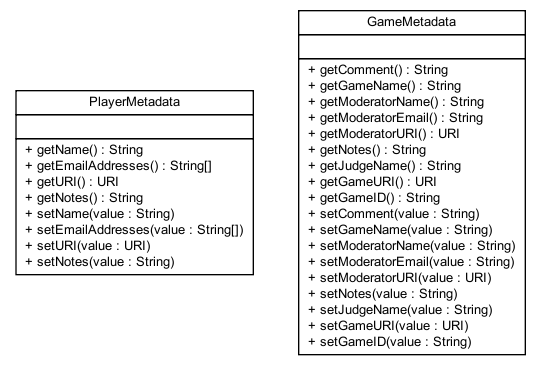 PlayerMetadata
+ getName() : String
+ getEmailAddresses() : String[]
+ getURI() : URI
+ getNotes() : String
+ setName(value : String)
+ setEmailAddresses(value : String[])
+ setURI(value : URI)
+ setNotes(value : String)
GameMetadata
+ getComment() : String
+ getGameName() : String
+ getModeratorName() : String
+ getModeratorEmail() : String
+ getModeratorURI() : URI
+ getNotes() : String
+ getJudgeName() : String
+ getGameURI() : URI
+ getGameID() : String
+ setComment(value : String)
+ setGameName(value : String)
+ setModeratorName(value : String)
+ setModeratorEmail(value : String)
+ setModeratorURI(value : URI)
+ setNotes(value : String)
+ setJudgeName(value : String)
+ setGameURI(value : URI)
+ setGameID(value : String)